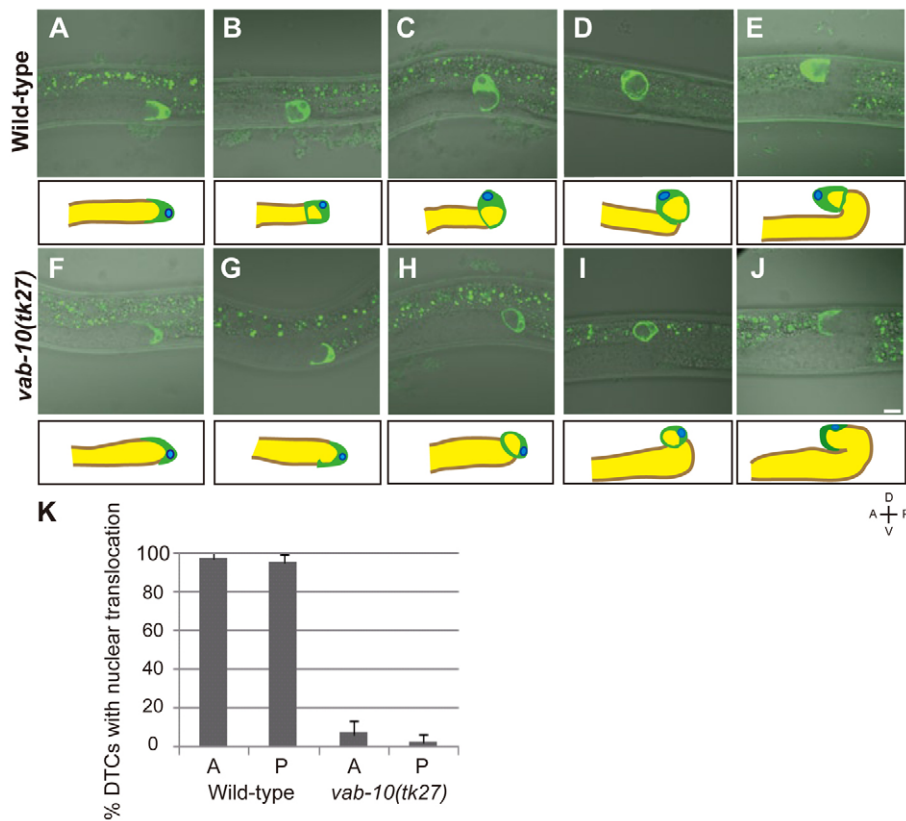 A B C D E
Wild-type
F G H I J
vab-10(tk27)
K
D
A P
V
% DTCs with nuclear translocation
100
80
60
40
20
0
A P A P
Wild-type vab-10(tk27)